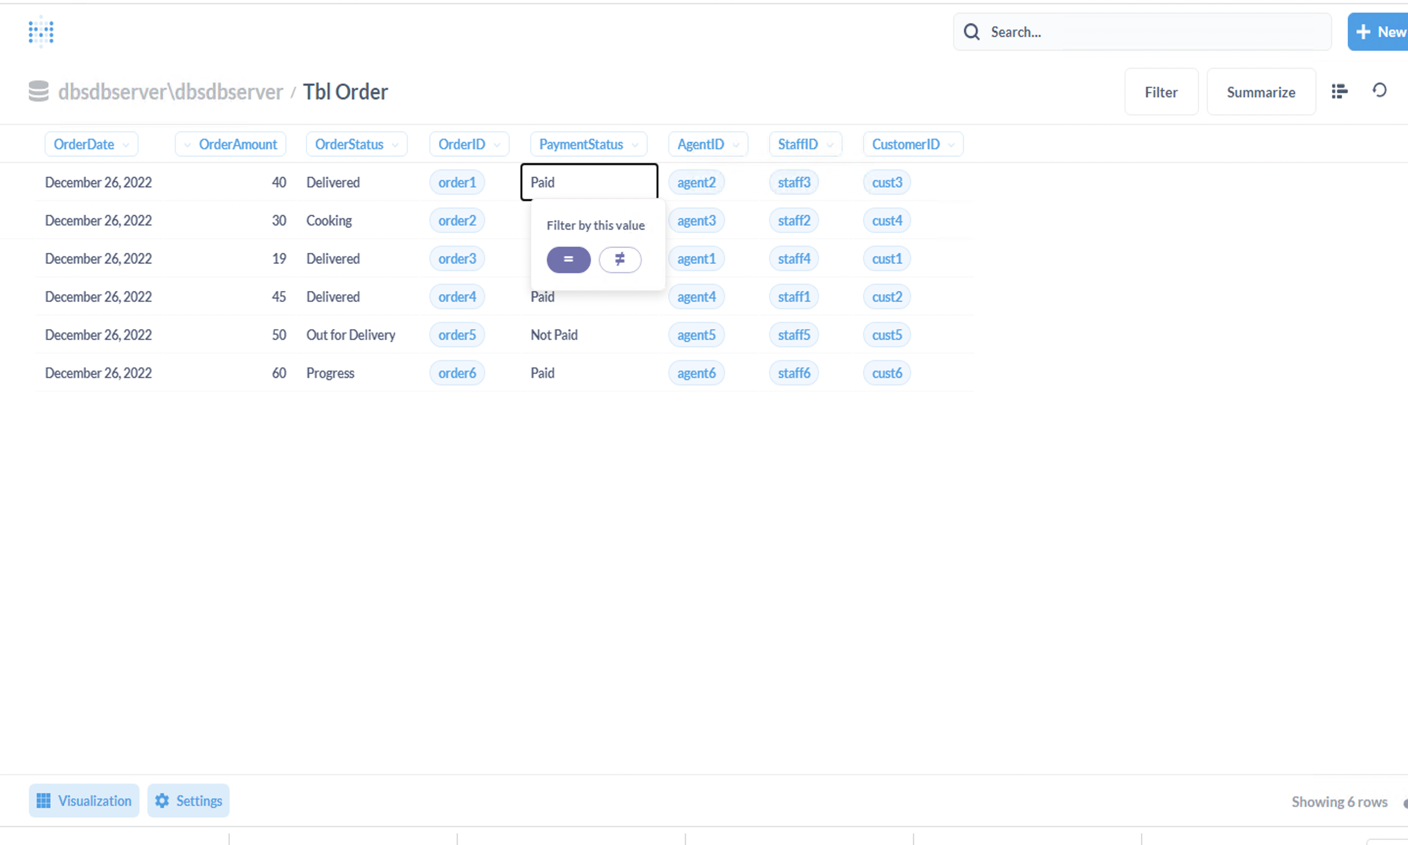 Search...
+ New
dbsdbserver\dbsdbserver / Tbl Order
Filter
Summarize
OrderDate OrderAmount OrderStatus OrderID PaymentStatus AgentID StaffID CustomerID
December 26, 2022 40 Delivered order1 Paid agent2 staff3 cust3
December 26, 2022 30 Cooking order2 agent3 staff2 cust4
Filter by this value
= ≠
December 26, 2022 19 Delivered order3 agent1 staff4 cust1
December 26, 2022 45 Delivered order4 Paid agent4 staff1 cust2
December 26, 2022 50 Out for Delivery order5 Not Paid agent5 staff5 cust5
December 26, 2022 60 Progress order6 Paid agent6 staff6 cust6
Visualization
Settings
Showing 6 rows